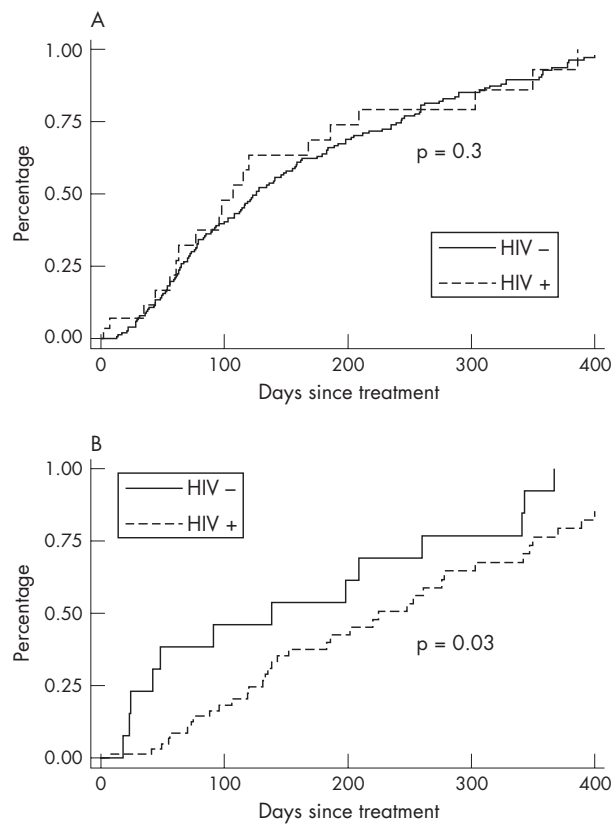 A
1.00
0.75
0.50
0.25
0.00
Percentage
p = 0.3
HIV –
HIV +
0 100 200 300 400
Days since treatment
B
1.00
0.75
0.50
0.25
0.00
Percentage
HIV –
HIV +
p = 0.03
0 100 200 300 400
Days since treatment